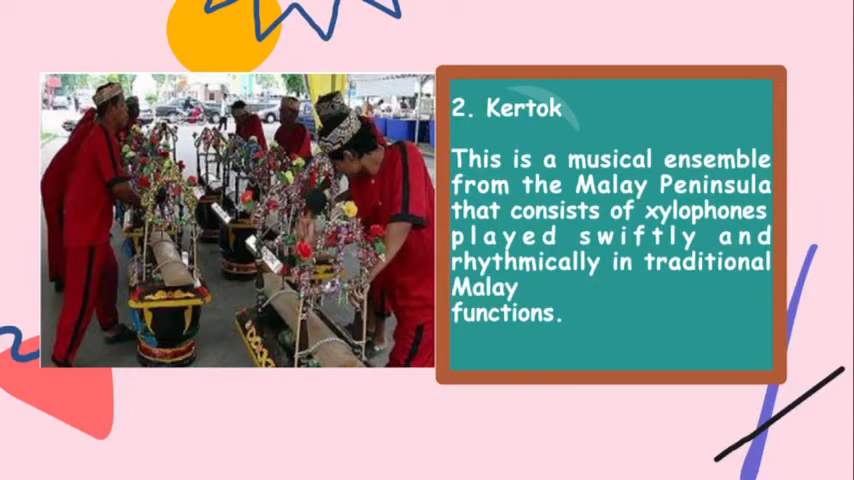 2. Kertok
This is a musical ensemble
from the Malay Peninsula
that consists of xylophones
played swiftly and
rhythmically in traditional
Malay
functions.